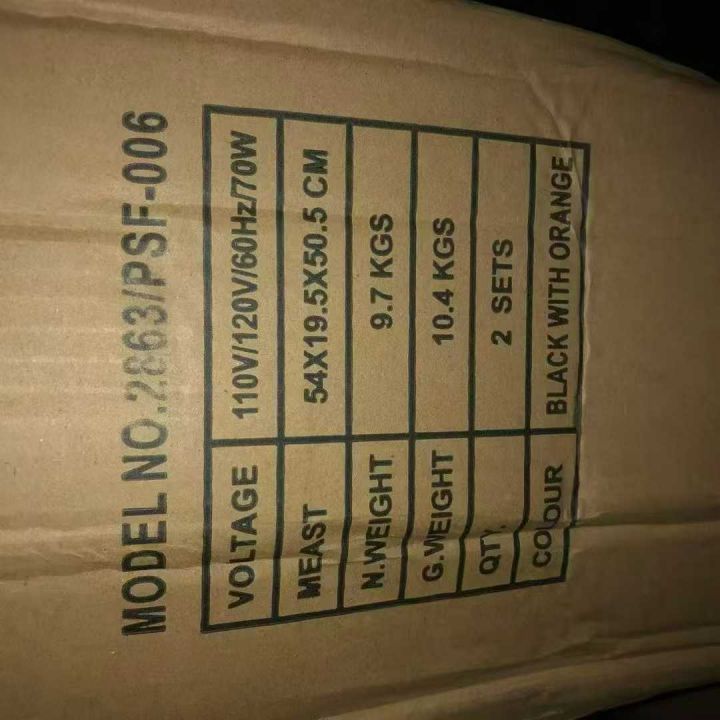 MODEL NO.2863/PSF-006
VOLTAGE 110V/120V/60Hz/70W
MEAST 54X19.5X50.5 CM
N.WEIGHT 9.7 KGS
G.WEIGHT 10.4 KGS
QTY. 2 SETS
COLOUR BLACK WITH ORANGE